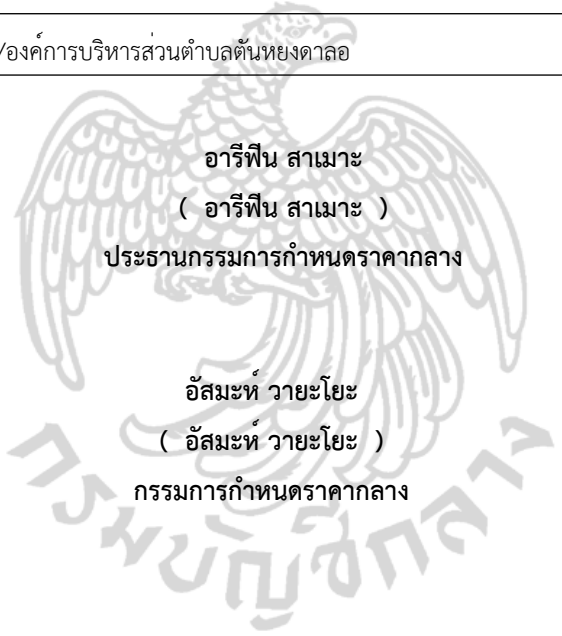 /องค์การบริหารส่วนตำบลตันหยงดาลอ
อารีฟีน สาเมาะ
( อารีฟีน สาเมาะ )
ประธานกรรมการกำหนดราคากลาง
อัสมะห์ วายะโยะ
( อัสมะห์ วายะโยะ )
กรรมการกำหนดราคากลาง
กรมบัญชีกลาง